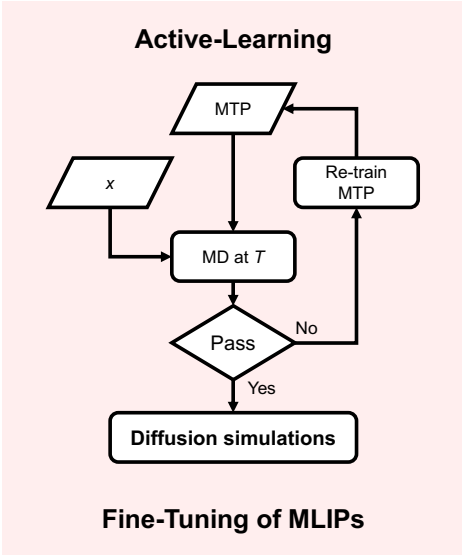 Active-Learning
MTP
x
Re-train
MTP
MD at T
Pass
No
Yes
Diffusion simulations
Fine-Tuning of MLIPs